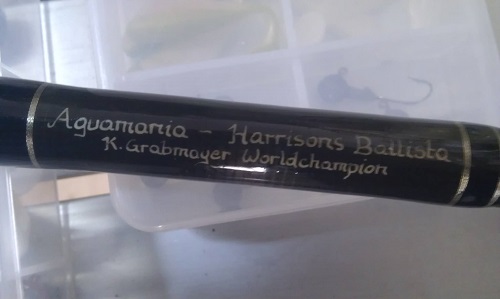 Aquamania - Harrisons Ballista
K. Grabmayer Worldchampion